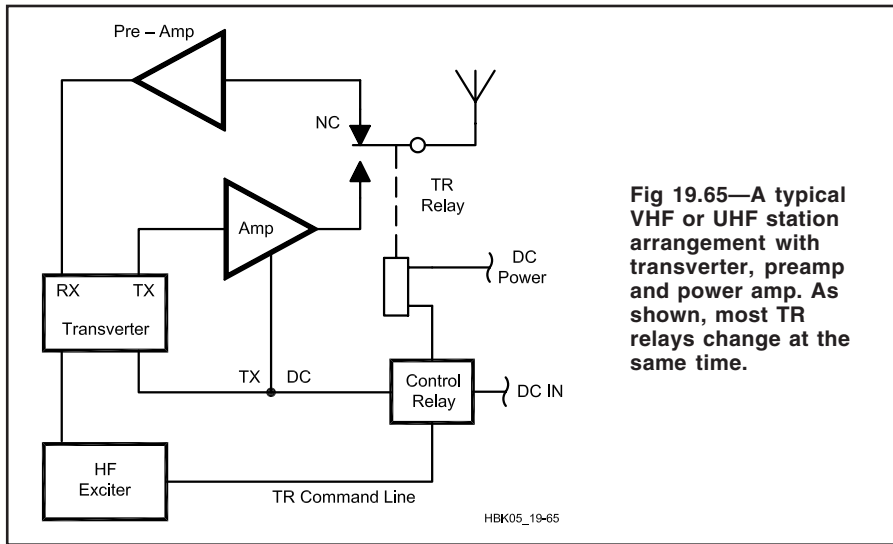 Pre – Amp
NC
TR
Relay
Amp
DC
Power
RX TX
Transverter
TX DC
Control
Relay
DC IN
HF
Exciter
TR Command Line
HBK05_19-65
Fig 19.65—A typical
VHF or UHF station
arrangement with
transverter, preamp
and power amp. As
shown, most TR
relays change at the
same time.